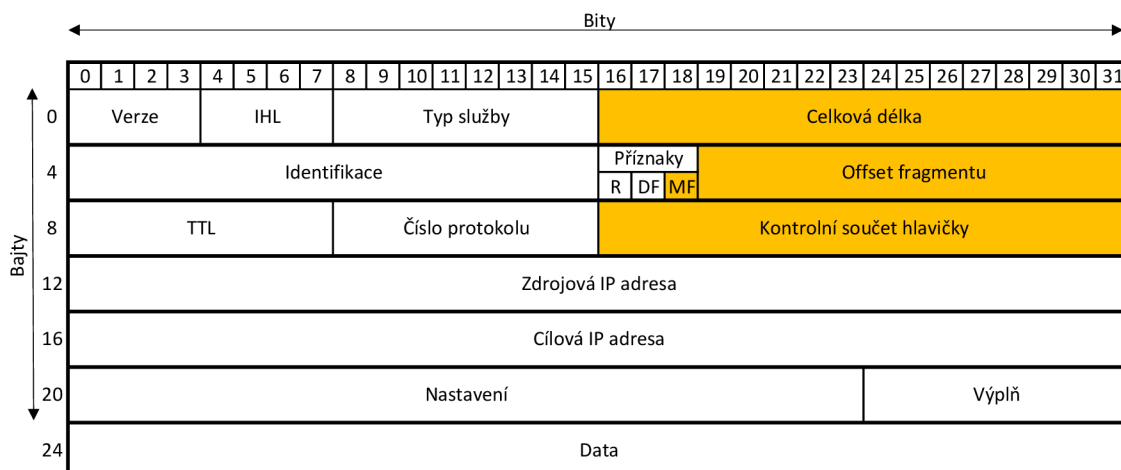 Bity
0 1 2 3 4 5 6 7 8 9 10 11 12 13 14 15 16 17 18 19 20 21 22 23 24 25 26 27 28 29 30 31
Bajty
0 Verze IHL Typ služby Celková délka
4 Identifikace Příznaky Offset fragmentu
R DF MF
8 TTL Číslo protokolu Kontrolní součet hlavičky
12 Zdrojová IP adresa
16 Cílová IP adresa
20 Nastavení Výplň
24 Data